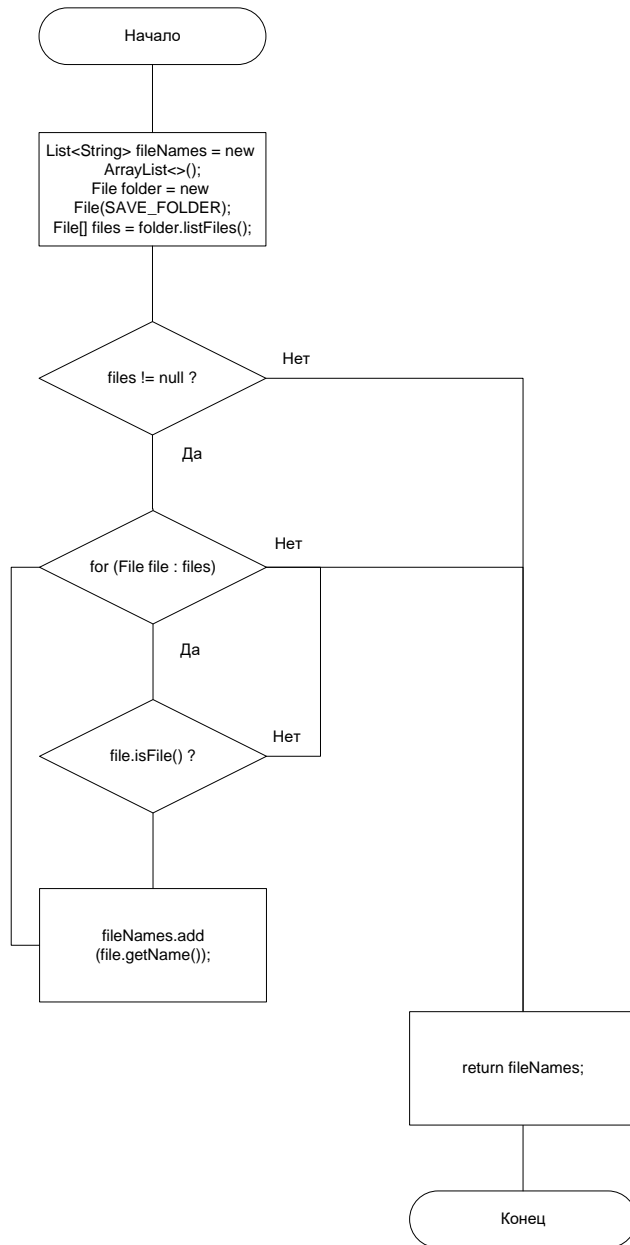 Начало
List<String> fileNames = new
ArrayList<>();
File folder = new
File(SAVE_FOLDER);
File[] files = folder.listFiles();
files != null ?
Нет
Да
for (File file : files)
Нет
Да
file.isFile() ?
Нет
fileNames.add
(file.getName());
return fileNames;
Конец